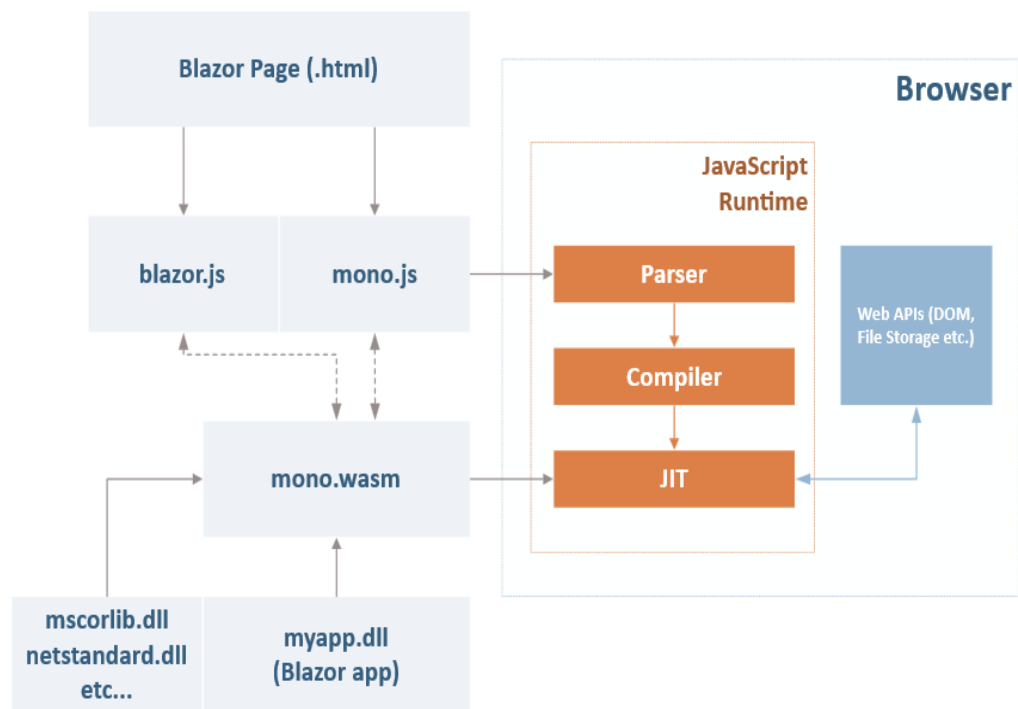 Blazor Page (.html)
Browser
JavaScript
Runtime
blazor.js
mono.js
Parser
Web APIs (DOM,
File Storage etc.)
Compiler
mono.wasm
JIT
mscorlib.dll
netstandard.dll
etc...
myapp.dll
(Blazor app)